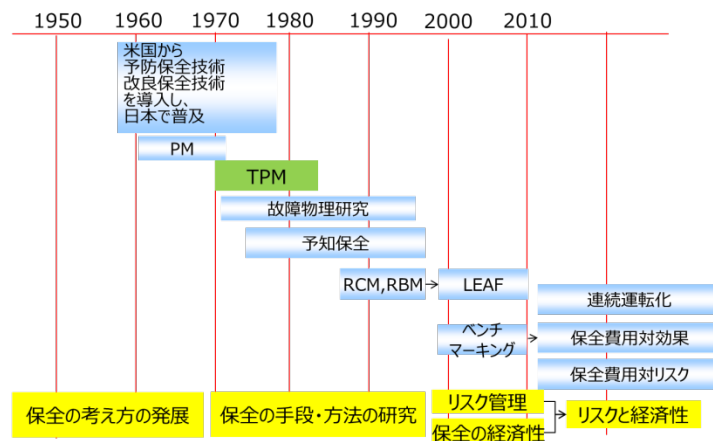 1950 1960 1970 1980 1990 2000 2010
米国から
予防保全技術
改良保全技術
を導入し、
日本で普及
PM
TPM
故障物理研究
予知保全
RCM,RBM
LEAF
連続運転化
ベンチ
マーキング
保全費用対効果
保全費用対リスク
保全の考え方の発展
保全の手段・方法の研究
リスク管理
保全の経済性
リスクと経済性